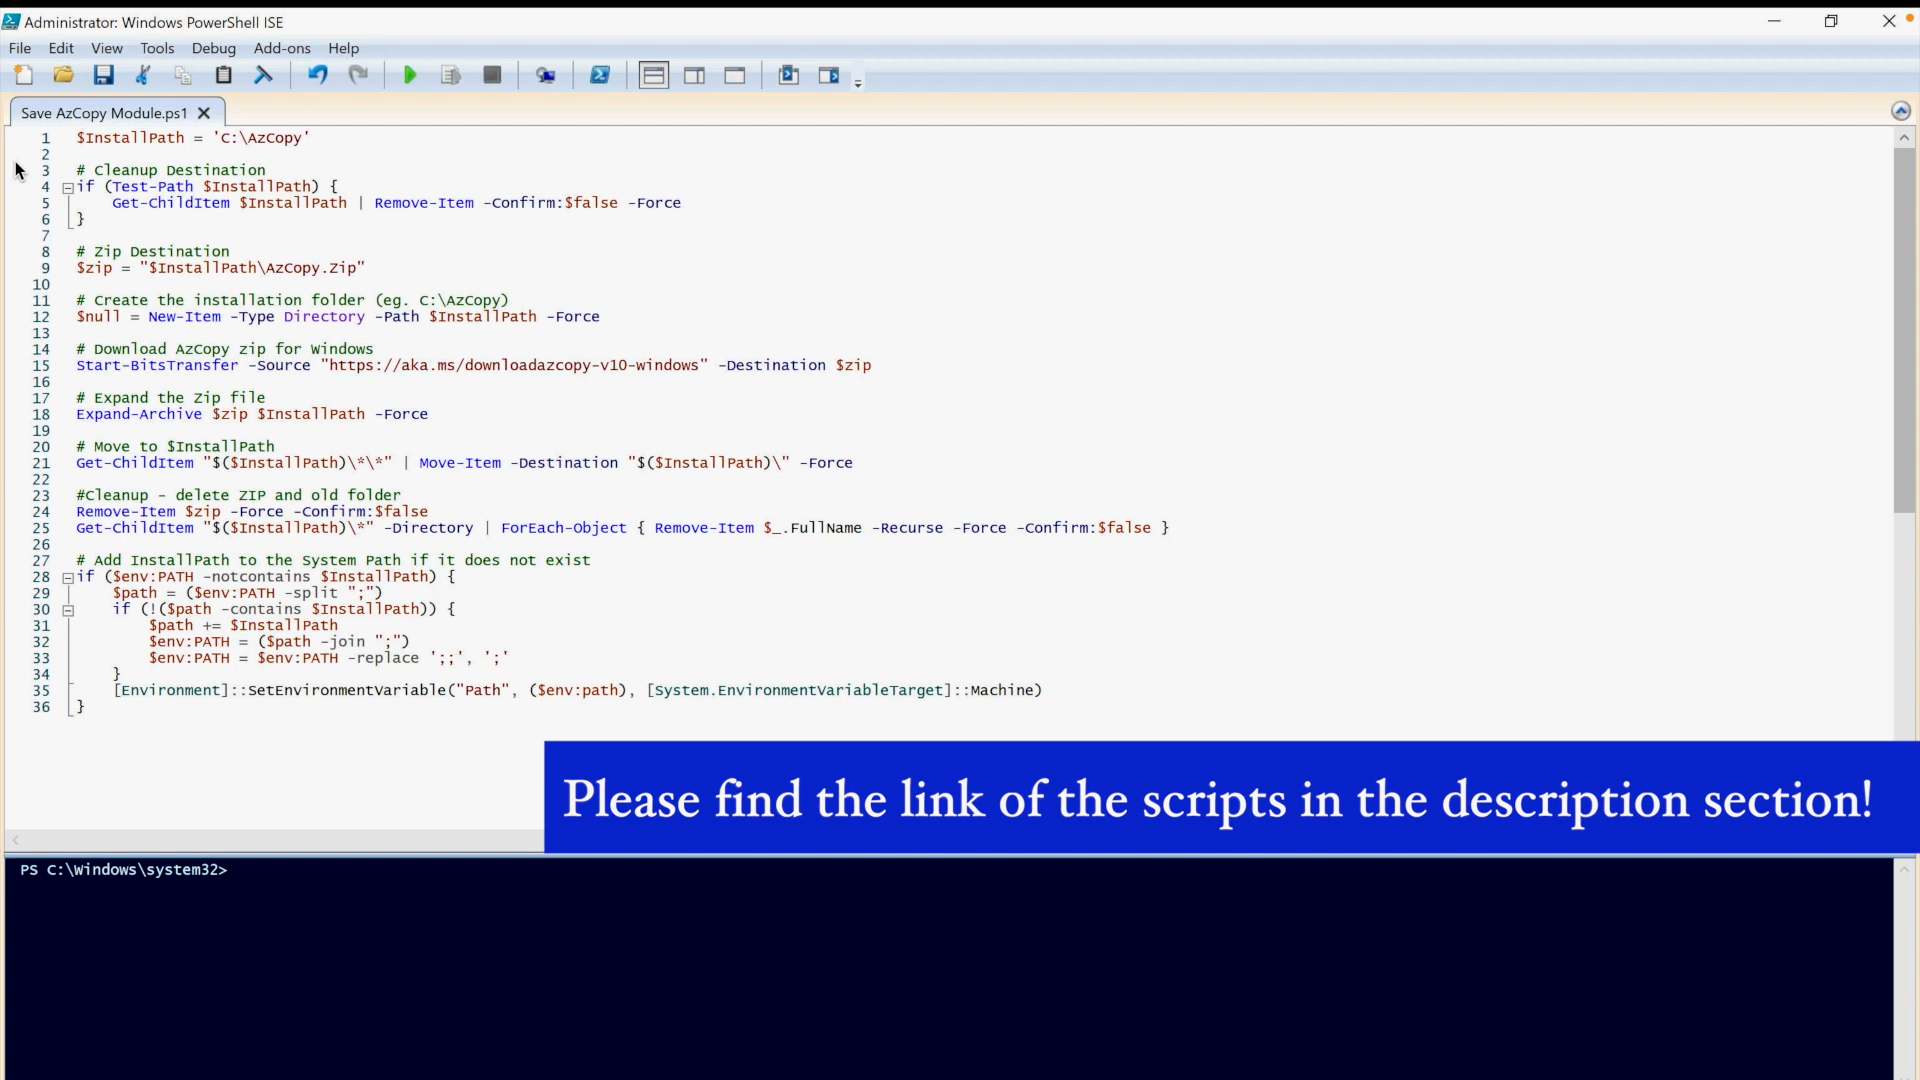 Administrator: Windows PowerShell ISE
File Edit View Tools Debug Add-ons Help
Save AzCopy Module.ps1
1 $InstallPath = 'C:\AzCopy'
2
3 # Cleanup Destination
4 if (Test-Path $InstallPath) {
5 Get-ChildItem $InstallPath | Remove-Item -Confirm:$false -Force
6 }
7
8 # Zip Destination
9 $zip = "$InstallPath\AzCopy.Zip"
10
11 # Create the installation folder (eg. C:\AzCopy)
12 $null = New-Item -Type Directory -Path $InstallPath -Force
13
14 # Download AzCopy zip for Windows
15 Start-BitsTransfer -Source "https://aka.ms/downloadazcopy-v10-windows" -Destination $zip
16
17 # Expand the Zip file
18 Expand-Archive $zip $InstallPath -Force
19
20 # Move to $InstallPath
21 Get-ChildItem "$($InstallPath)\*\*" | Move-Item -Destination "$($InstallPath)\" -Force
22
23 #Cleanup - delete ZIP and old folder
24 Remove-Item $zip -Force -Confirm:$false
25 Get-ChildItem "$($InstallPath)\*" -Directory | ForEach-Object { Remove-Item $_.FullName -Recurse -Force -Confirm:$false }
26
27 # Add InstallPath to the System Path if it does not exist
28 if ($env:PATH -notcontains $InstallPath) {
29 $path = ($env:PATH -split ";")
30 if (!($path -contains $InstallPath)) {
31 $path += $InstallPath
32 $env:PATH = ($path -join ";")
33 $env:PATH = $env:PATH -replace ';;', ';'
34 }
35 [Environment]::SetEnvironmentVariable("Path", ($env:path), [System.EnvironmentVariableTarget]::Machine)
36 }
Please find the link of the scripts in the description section!
PS C:\Windows\system32>